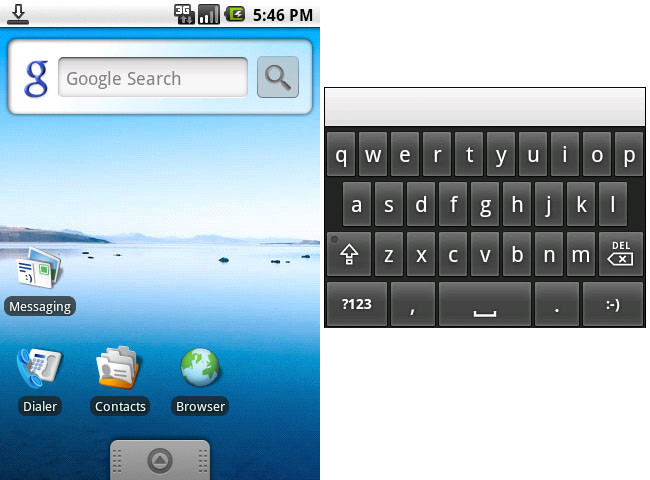 3G
5:46 PM
g
Google Search
Messaging
Dialer
Contacts
Browser
q w e r t y u i o p
a s d f g h j k l
z x c v b n m DEL
?123 , . :-)